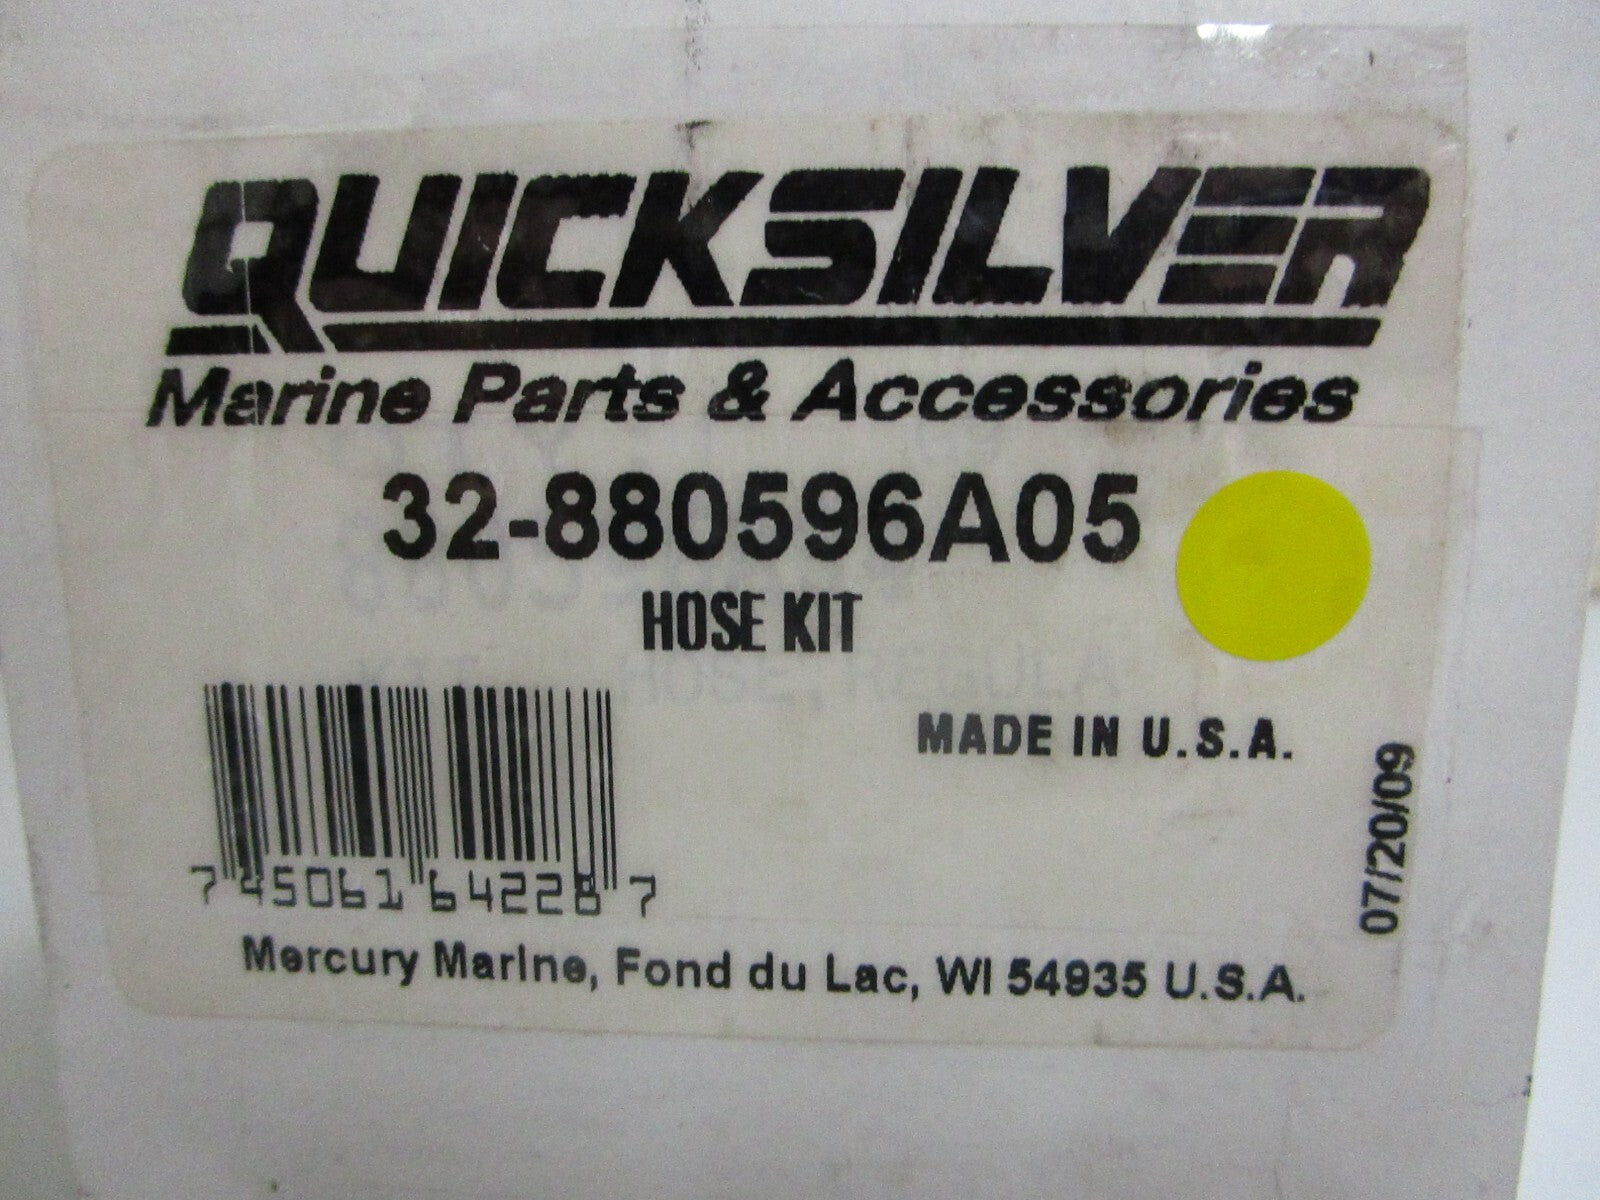 QUICKSILVER
Marine Parts & Accessories
32-880596A05
HOSE KIT
MADE IN U.S.A.
07/20/09
7 45061 64228 7
Mercury Marine, Fond du Lac, WI 54935 U.S.A.